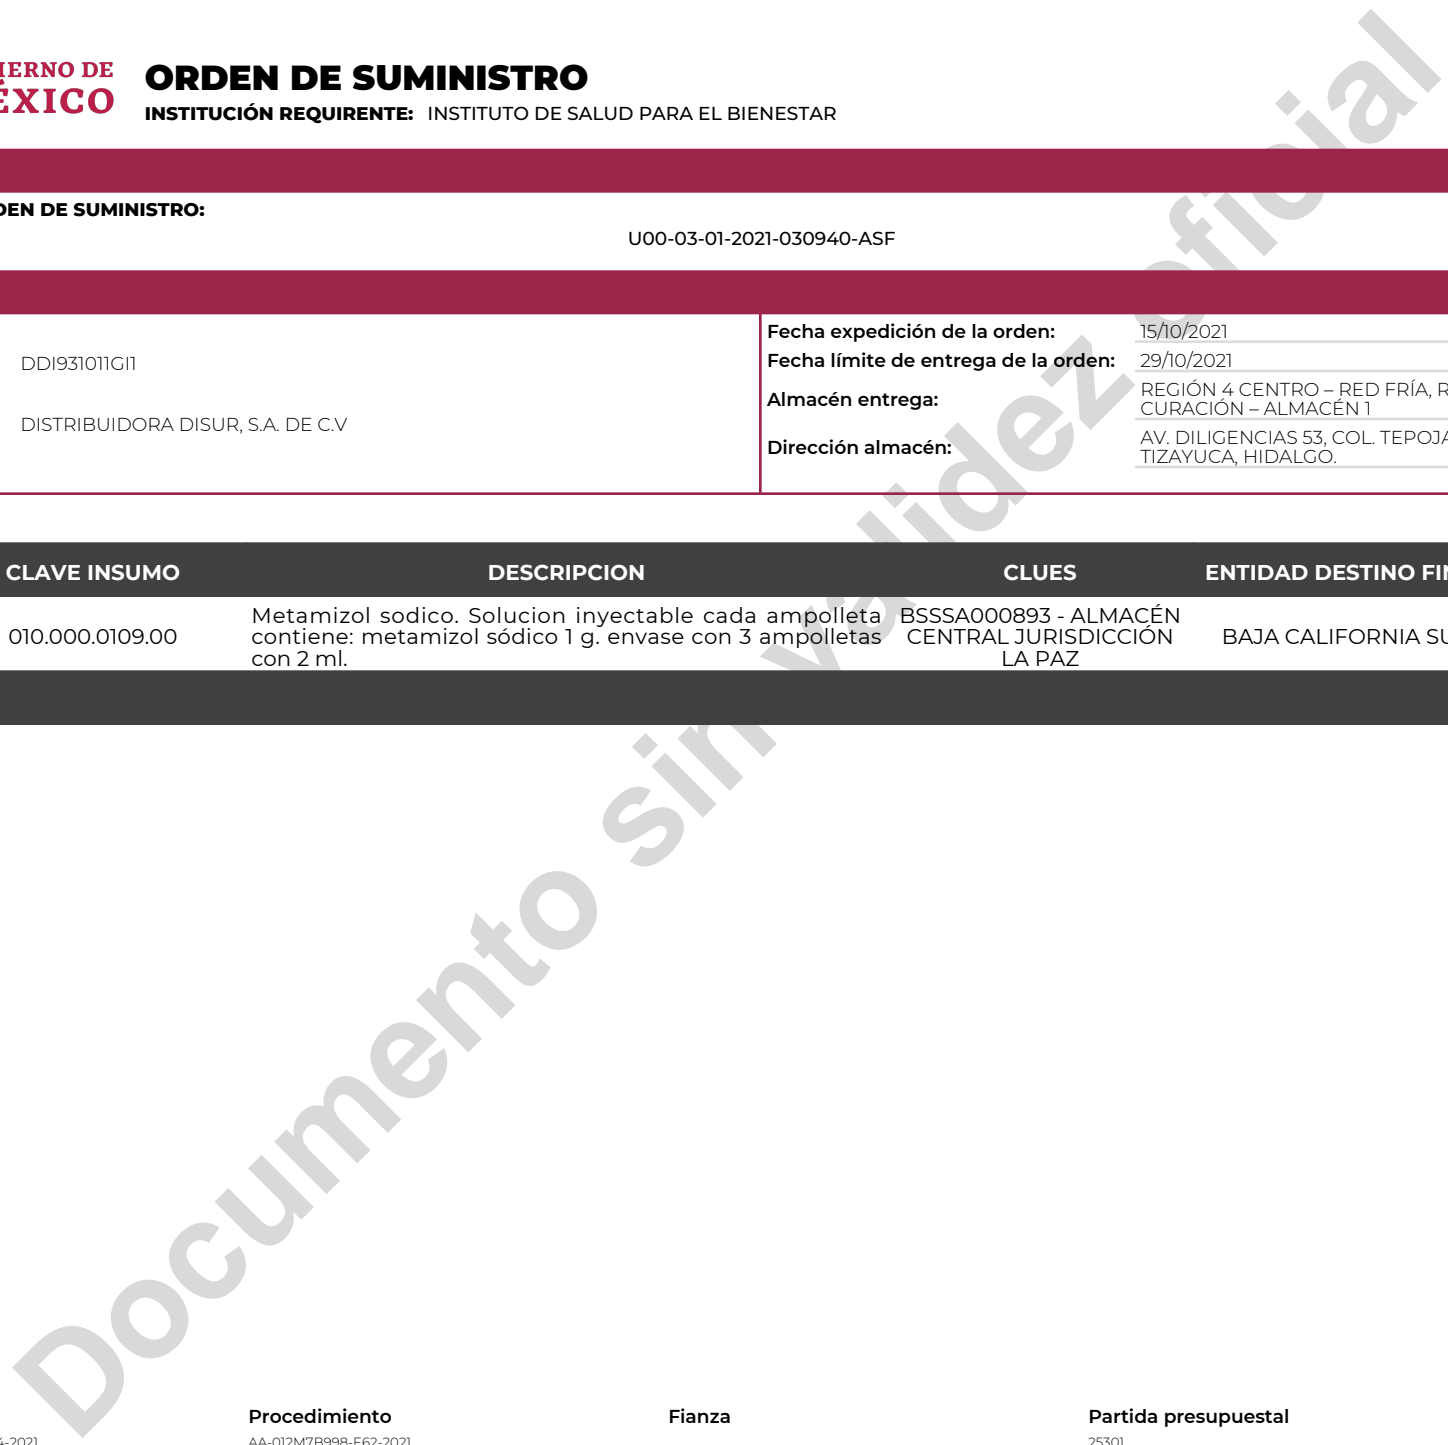 ORDEN DE SUMINISTRO
INSTITUCIÓN REQUIRENTE: INSTITUTO DE SALUD PARA EL BIENESTAR
IERNO DE
ÉXICO
DEN DE SUMINISTRO:
U00-03-01-2021-030940-ASF
DDI931011GI1
DISTRIBUIDORA DISUR, S.A. DE C.V
Fecha expedición de la orden: 15/10/2021
Fecha límite de entrega de la orden: 29/10/2021
Almacén entrega: REGIÓN 4 CENTRO – RED FRÍA, R
CURACIÓN – ALMACÉN 1
Dirección almacén: AV. DILIGENCIAS 53, COL. TEPOJA
TIZAYUCA, HIDALGO.
CLAVE INSUMO DESCRIPCION CLUES ENTIDAD DESTINO FIN
010.000.0109.00
Metamizol sodico. Solucion inyectable cada ampolleta
contiene: metamizol sódico 1 g. envase con 3 ampolletas
con 2 ml.
BSSSA000893 - ALMACÉN
CENTRAL JURISDICCIÓN
LA PAZ
BAJA CALIFORNIA SU
Documento sin validez oficial
Procedimiento Fianza Partida presupuestal
4-2021 AA-012M7B998-E62-2021 25301